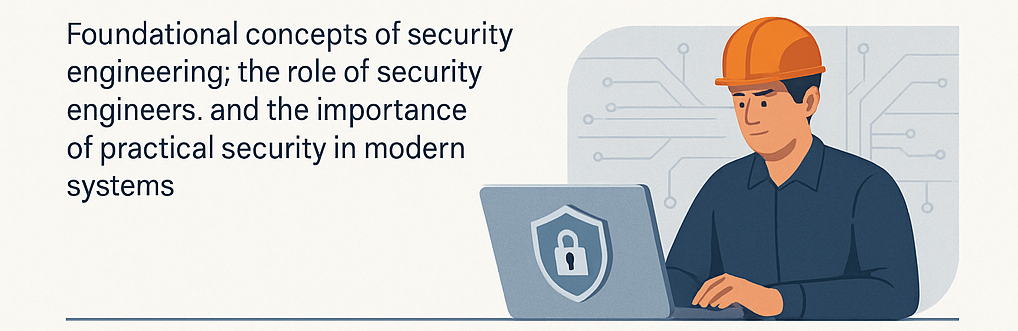 Foundational concepts of security
engineering; the role of security
engineers. and the importance
of practical security in modern
systems